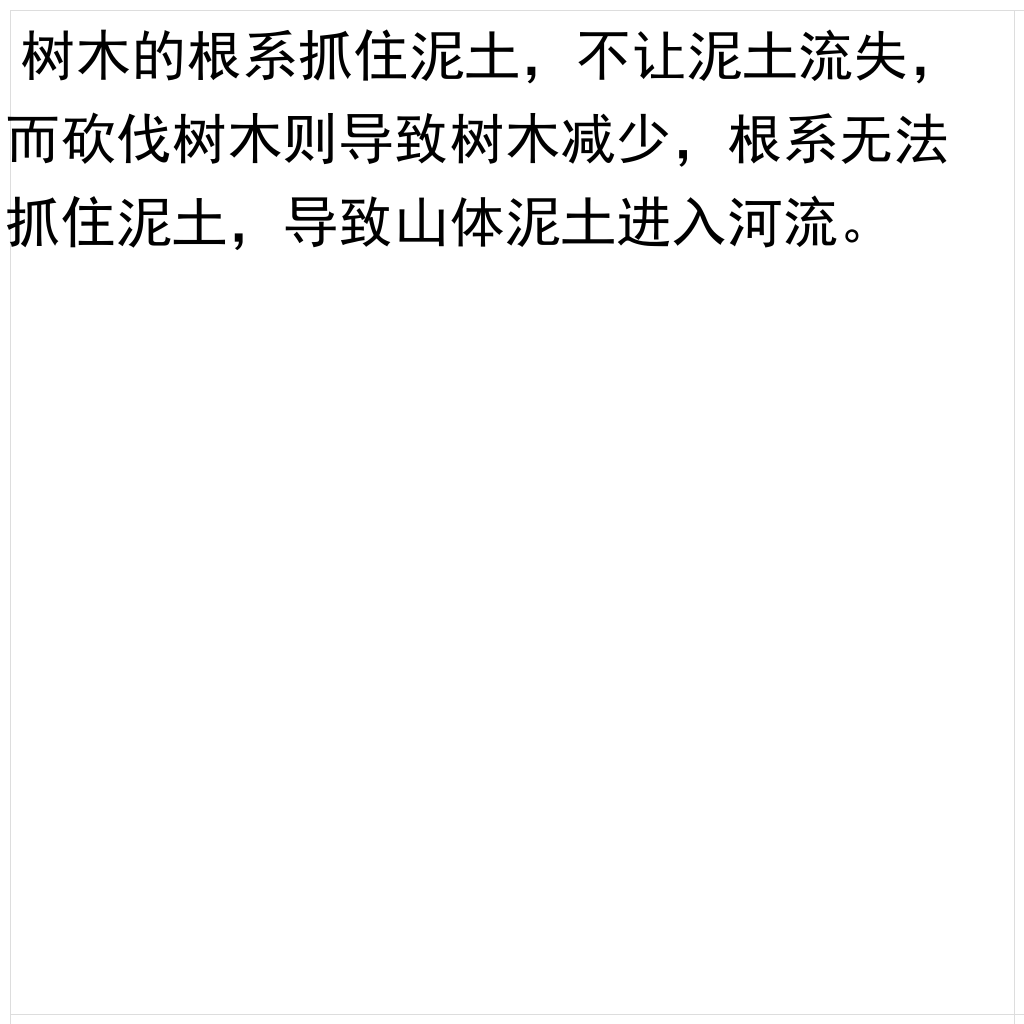 树木的根系抓住泥土，不让泥土流失，
而砍伐树木则导致树木减少，根系无法
抓住泥土，导致山体泥土进入河流。